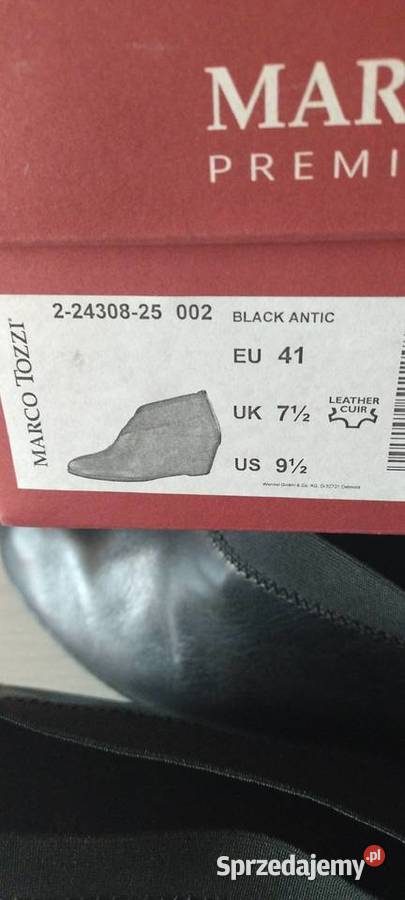 MAR
PREMI
2-24308-25 002 BLACK ANTIC
MARCO TOZZI
EU 41
UK 7½
LEATHER
CUIR
US 9½
Sprzedajemy.pl